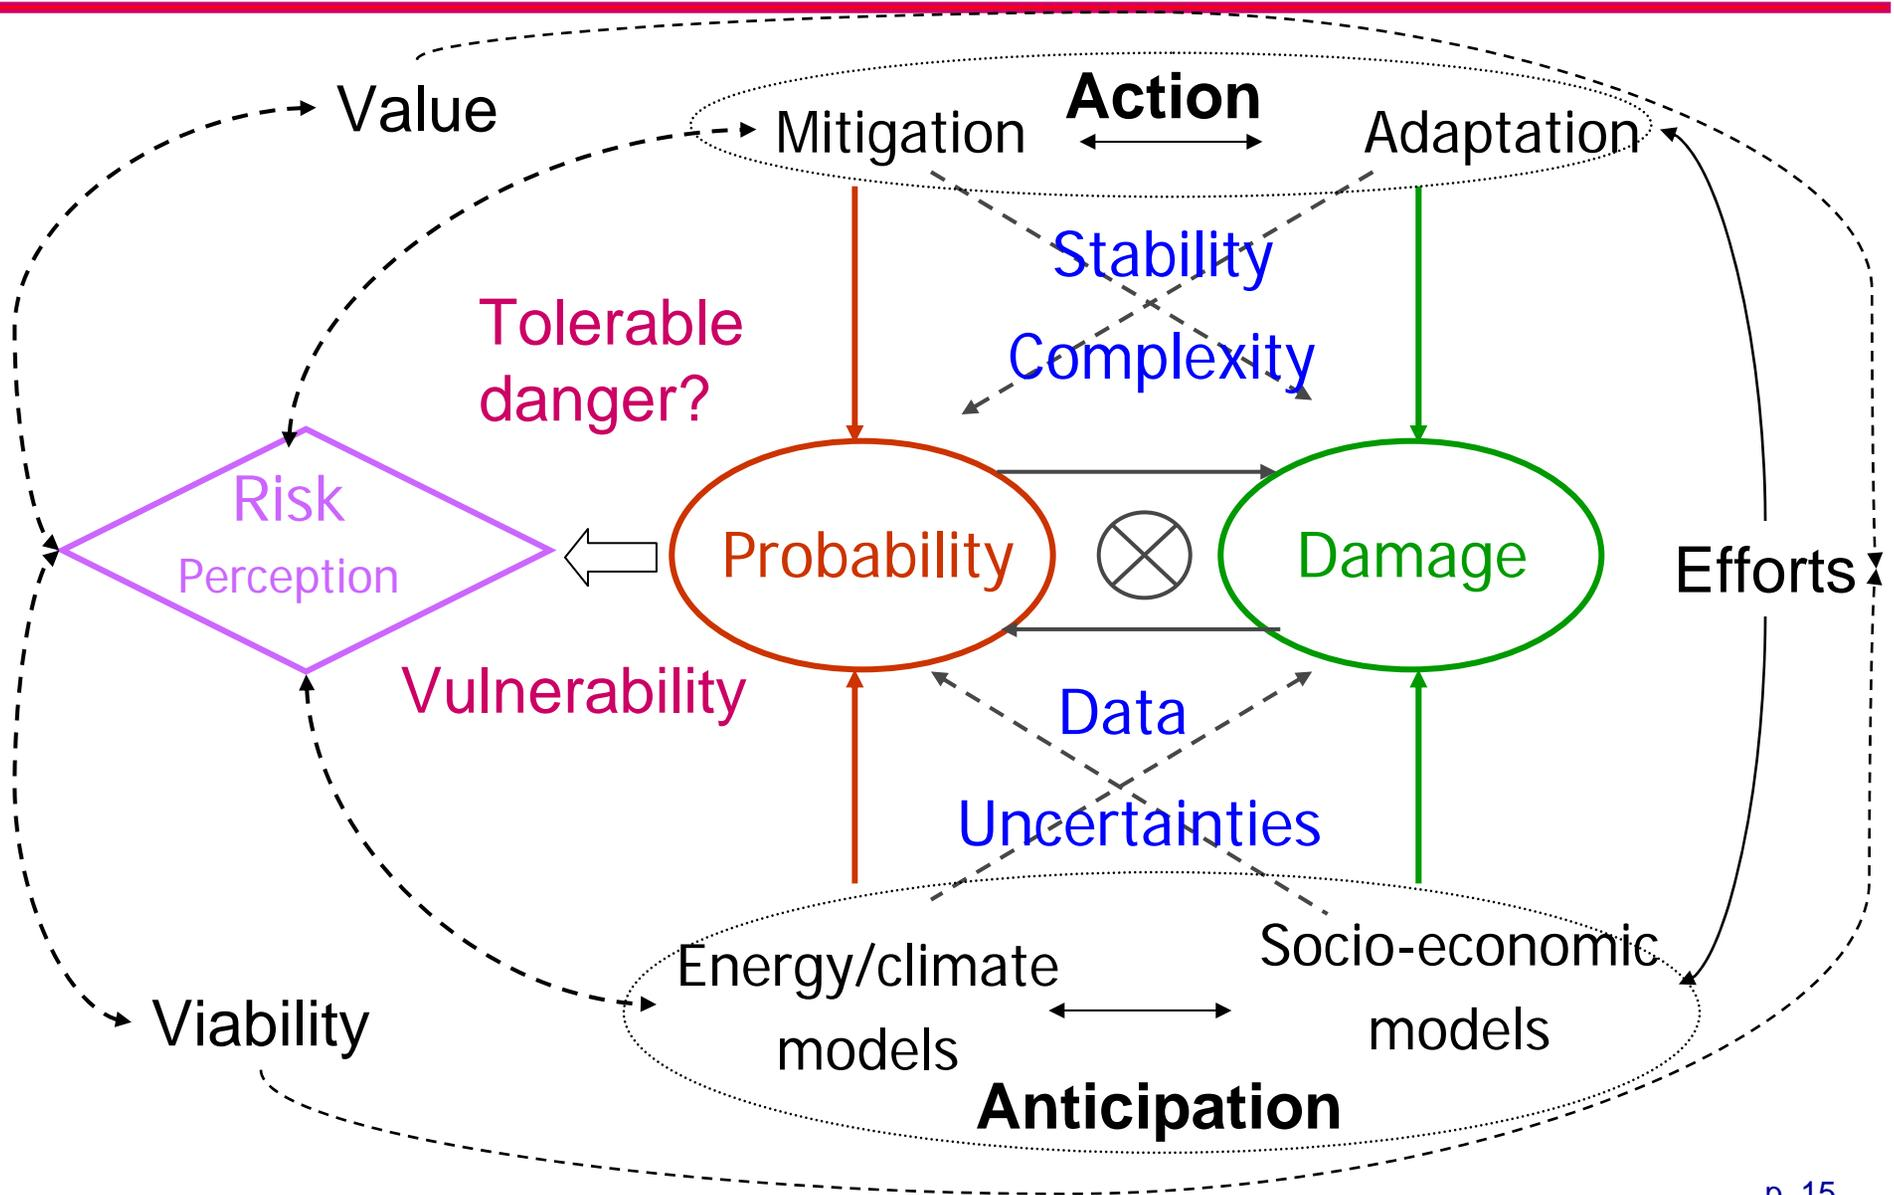 Value
Action
Mitigation
Adaptation
Stability
Tolerable
danger?
Complexity
Risk
Perception
Probability
Damage
Efforts
Vulnerability
Data
Uncertainties
Energy/climate
models
Socio-economic
models
Viability
Anticipation
p. 15